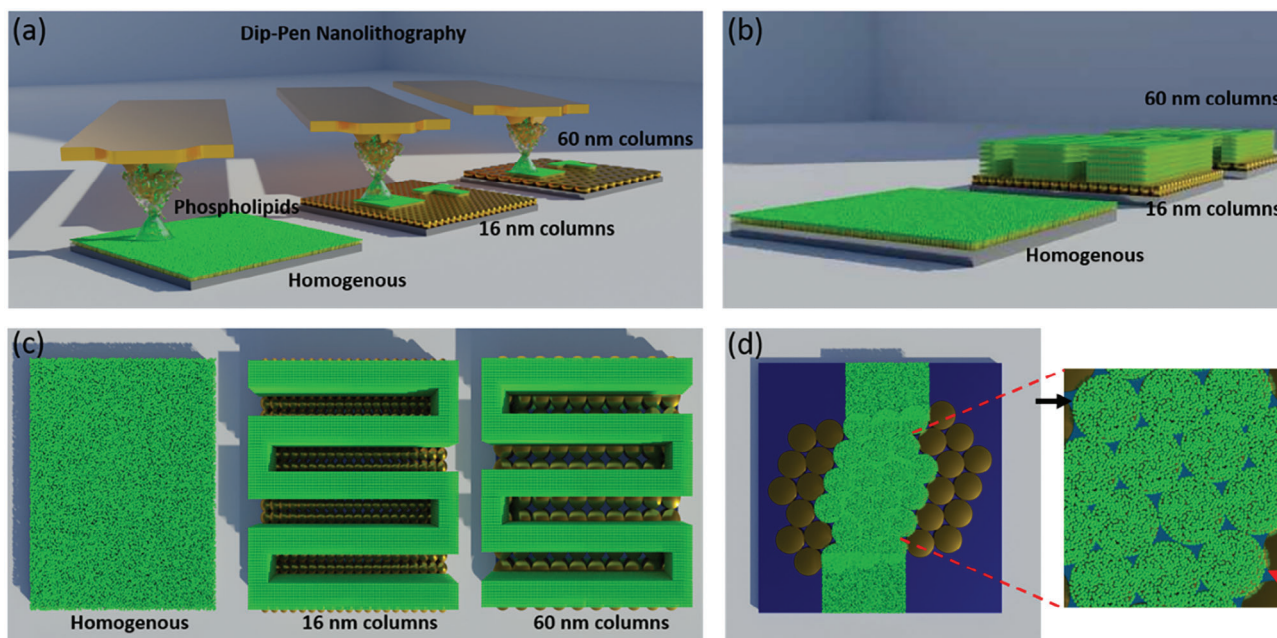 (a)
Dip-Pen Nanolithography
60 nm columns
Phospholipids
16 nm columns
Homogenous
(b)
60 nm columns
16 nm columns
Homogenous
(c)
Homogenous
16 nm columns
60 nm columns
(d)